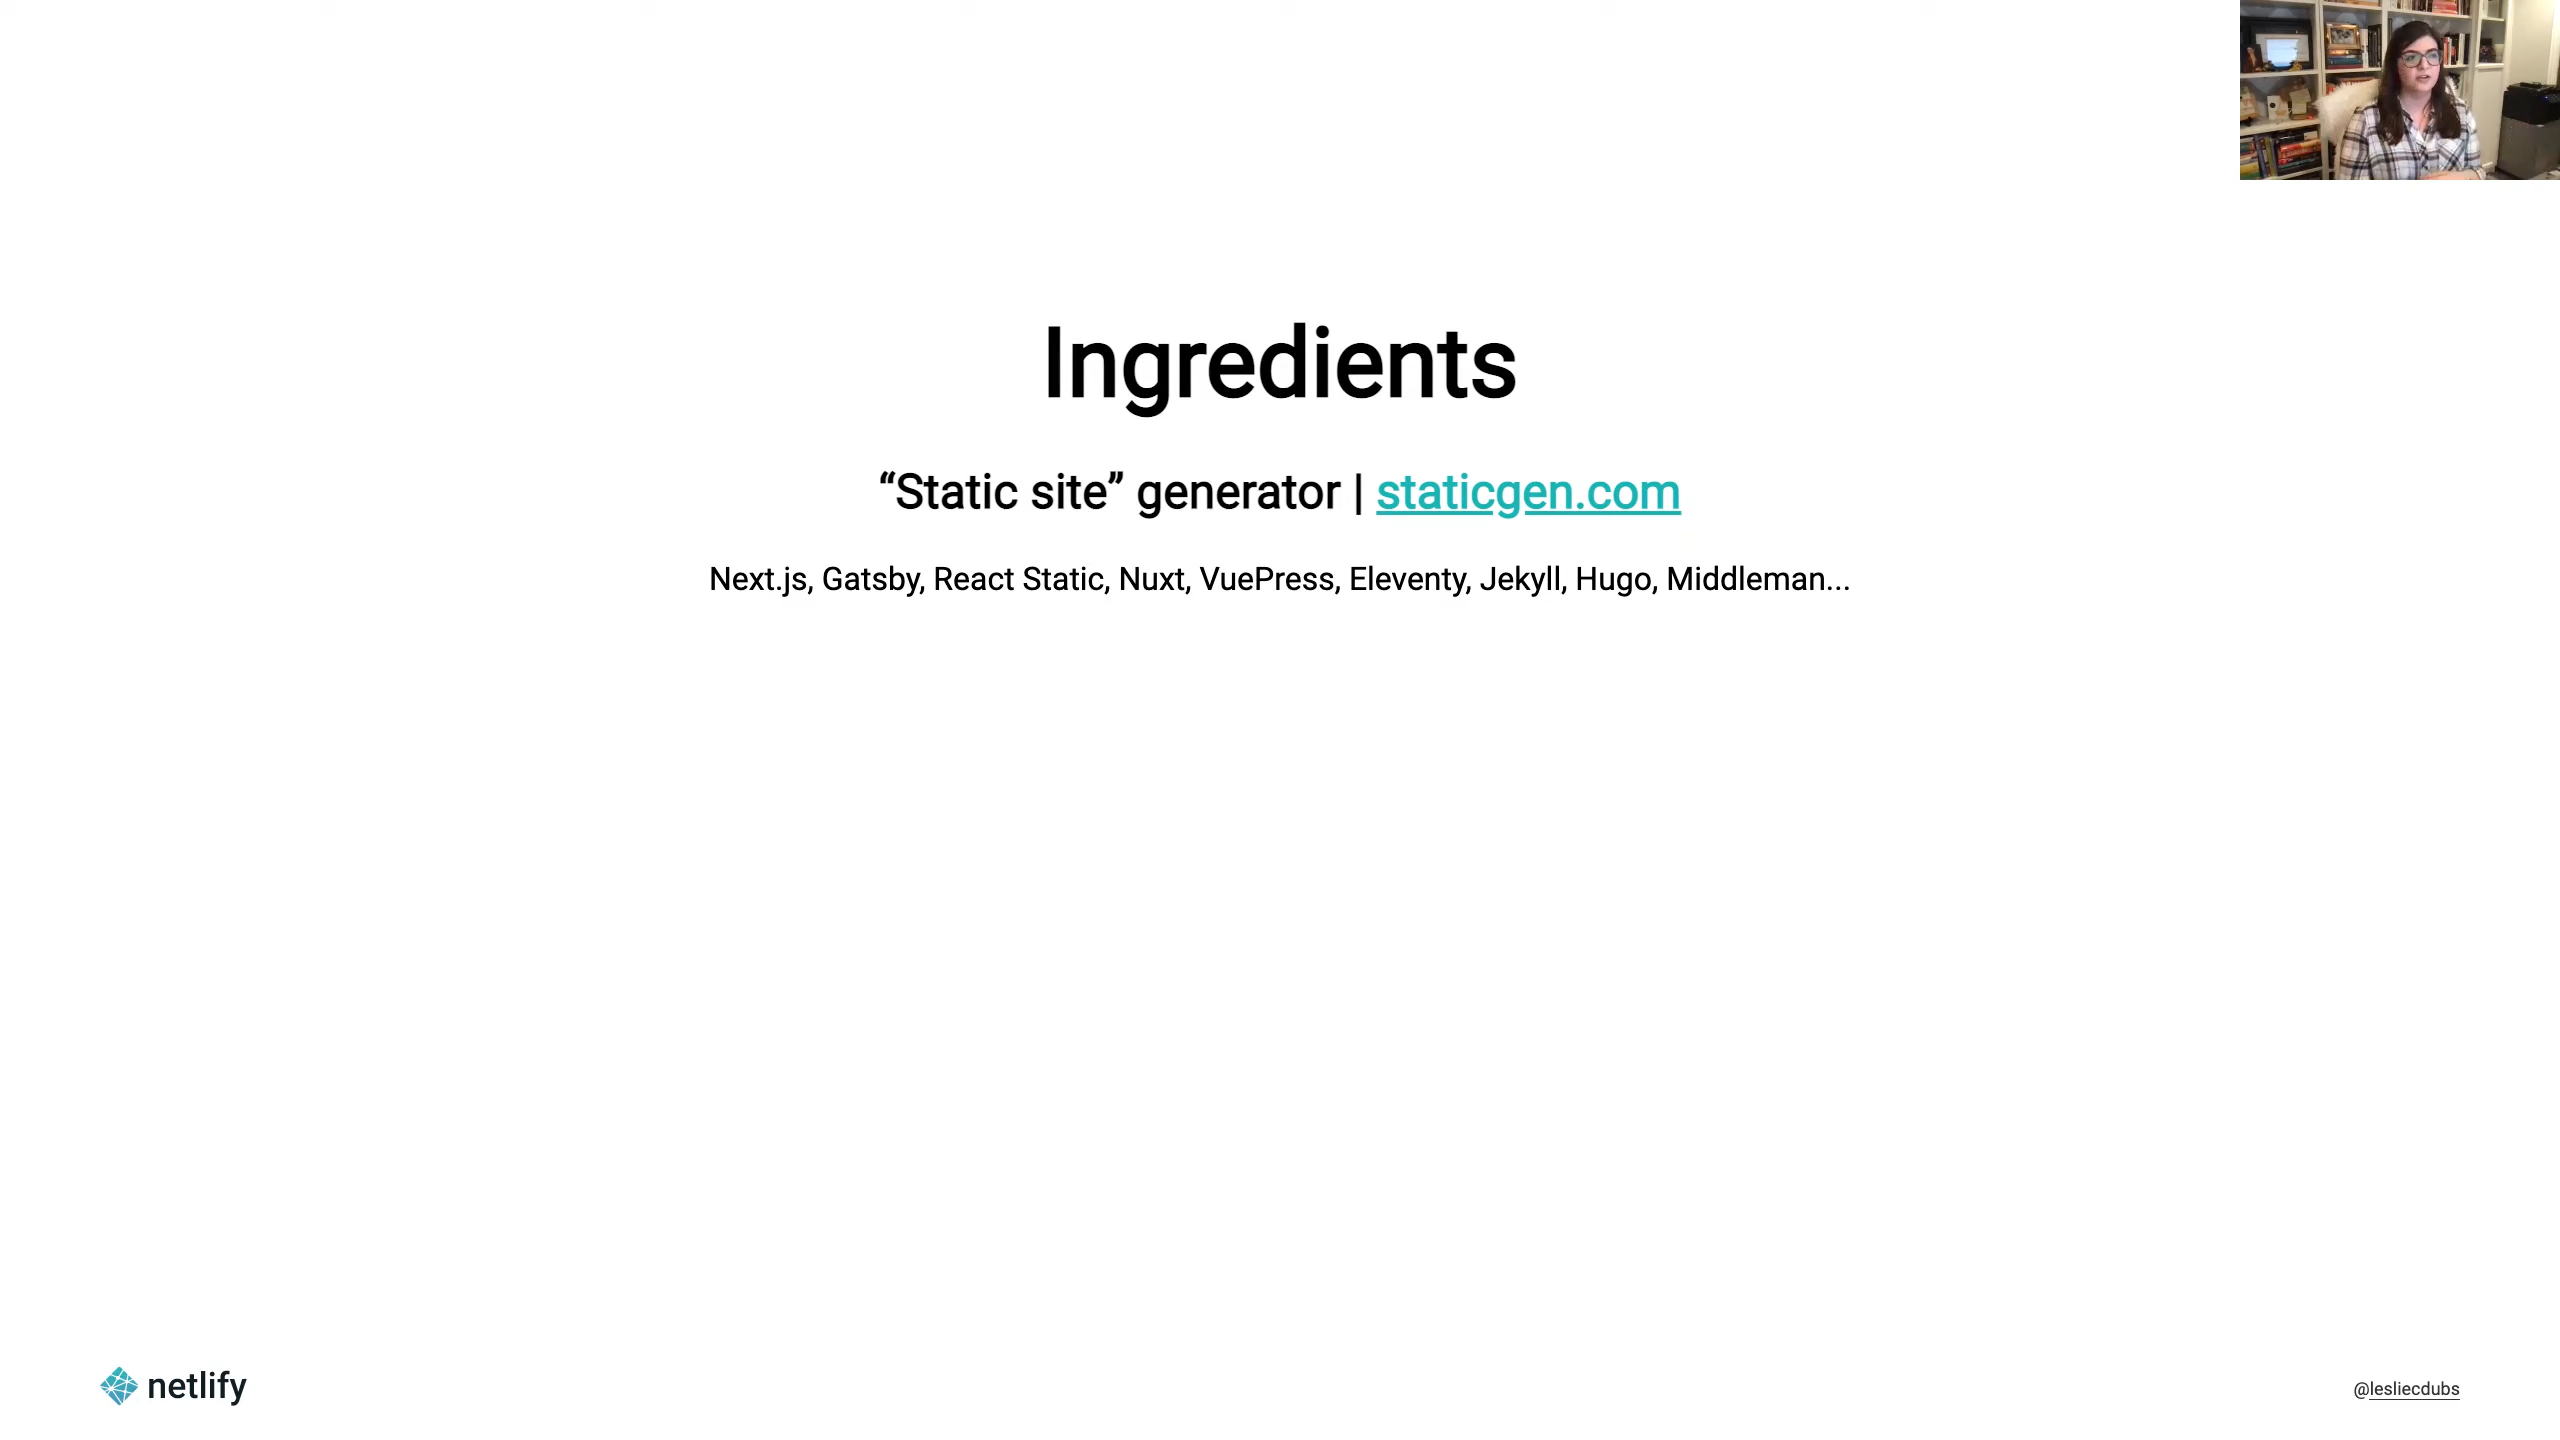 Ingredients
“Static site” generator | staticgen.com
Next.js, Gatsby, React Static, Nuxt, VuePress, Eleventy, Jekyll, Hugo, Middleman...
netlify
@lesliecdubs